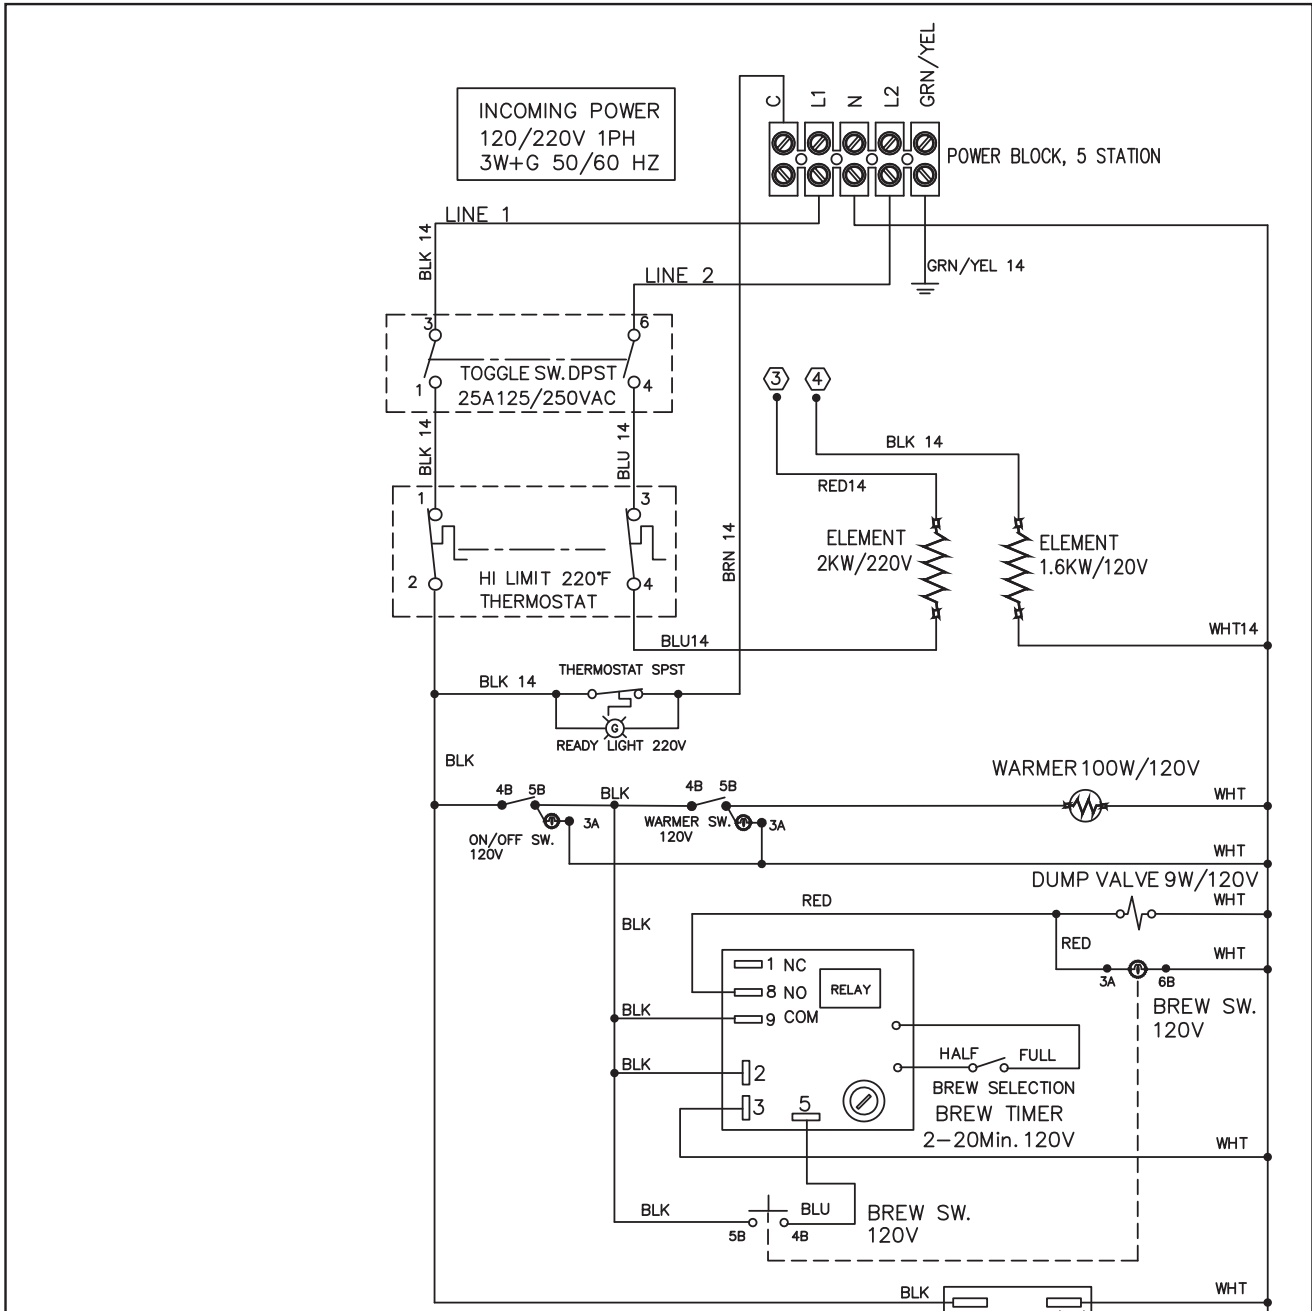 GRN/YEL
C
L1
N
L2
INCOMING POWER
120/220V 1PH
3W+G 50/60 HZ
POWER BLOCK, 5 STATION
LINE 1
BLK 14
GRN/YEL 14
LINE 2
3
6
TOGGLE SW. DPST
25A125/250VAC
1
4
3
4
BLK 14
BLU 14
BLK 14
RED14
1
3
BRN 14
ELEMENT
2KW/220V
ELEMENT
1.6KW/120V
HI LIMIT 220°F
THERMOSTAT
2
4
WHT14
BLU14
THERMOSTAT SPST
BLK 14
G
READY LIGHT 220V
BLK
WARMER 100W/120V
4B 5B
BLK
4B 5B
WHT
3A
WARMER SW.
120V
3A
ON/OFF SW.
120V
WHT
DUMP VALVE 9W/120V
WHT
RED
BLK
RED
WHT
1 NC
8 NO
RELAY
3A
6B
BREW SW.
120V
BLK
9 COM
HALF
FULL
BLK
2
BREW SELECTION
3
5
BREW TIMER
2-20Min. 120V
WHT
BLK
BLU
BREW SW.
120V
5B
4B
BLK
WHT